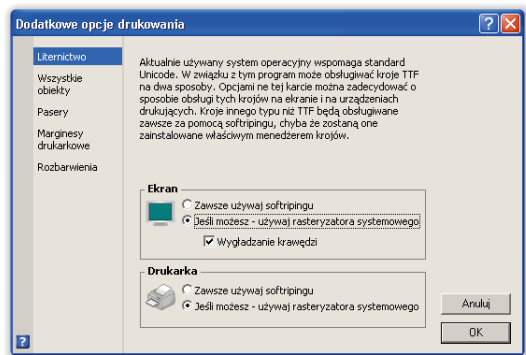 Dodatkowe opcje drukowania
Liternictwo
Wszystkie
obiekty
Pasery
Marginesy
drukarkowe
Rozbarwienia
Aktualnie używany system operacyjny wspomaga standard
Unicode. W związku z tym program może obsługiwać kroje TTF
na dwa sposoby. Opcjami ne tej karcie można zadecydować o
sposobie obsługi tych krojów na ekranie i na urządzeniach
drukujących. Kroje innego typu niż TTF będą obsługiwane
zawsze za pomocą softripingu, chyba że zostaną one
zainstalowane właściwym menedżerem krojów.
Ekran
Zawsze używaj softripingu
Jeśli możesz - używaj rasteryzatora systemowego
Wygładzanie krawędzi
Drukarka
Zawsze używaj softripingu
Jeśli możesz - używaj rasteryzatora systemowego
Anuluj
OK